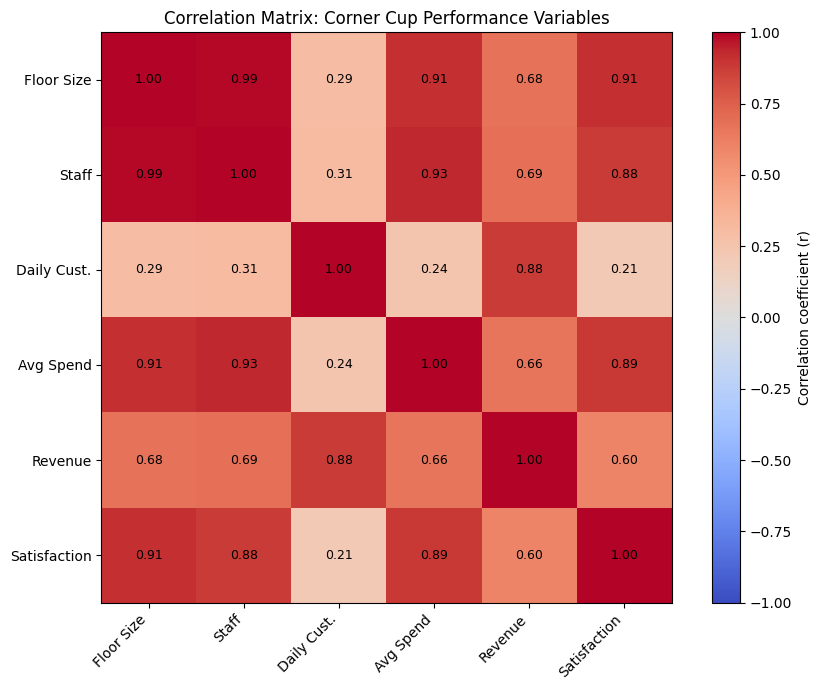 Correlation Matrix: Corner Cup Performance Variables
Floor Size 1.00 0.99 0.29 0.91 0.68 0.91
Staff 0.99 1.00 0.31 0.93 0.69 0.88
Daily Cust. 0.29 0.31 1.00 0.24 0.88 0.21
Avg Spend 0.91 0.93 0.24 1.00 0.66 0.89
Revenue 0.68 0.69 0.88 0.66 1.00 0.60
Satisfaction 0.91 0.88 0.21 0.89 0.60 1.00
Floor Size Staff Daily Cust. Avg Spend Revenue Satisfaction
1.00
0.75
0.50
0.25
0.00
−0.25
−0.50
−0.75
−1.00
Correlation coefficient (r)